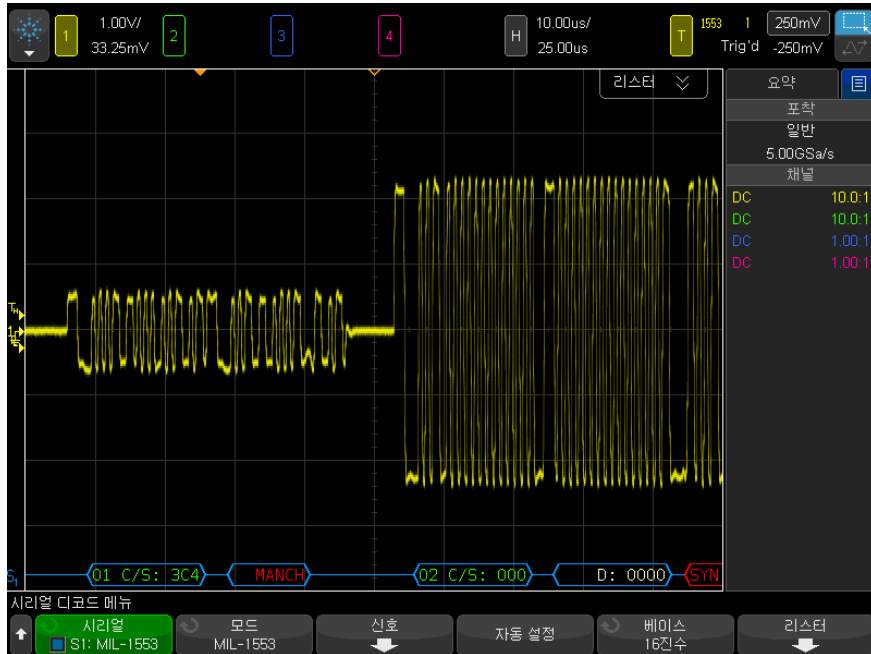 1 1.00V/ 33.25mV 2 3 4 H 10.00us/ 25.00us T 1553 1 Trig'd 250mV -250mV
리스터
요약
포착
일반
5.00GSa/s
채널
DC 10.0:1
DC 10.0:1
DC 1.00:1
DC 1.00:1
S1 01 C/S: 3C4 MANCH 02 C/S: 000 D: 0000 SYN
시리얼 디코드 메뉴
시리얼
S1: MIL-1553
모드
MIL-1553
신호
자동 설정
베이스
16진수
리스터